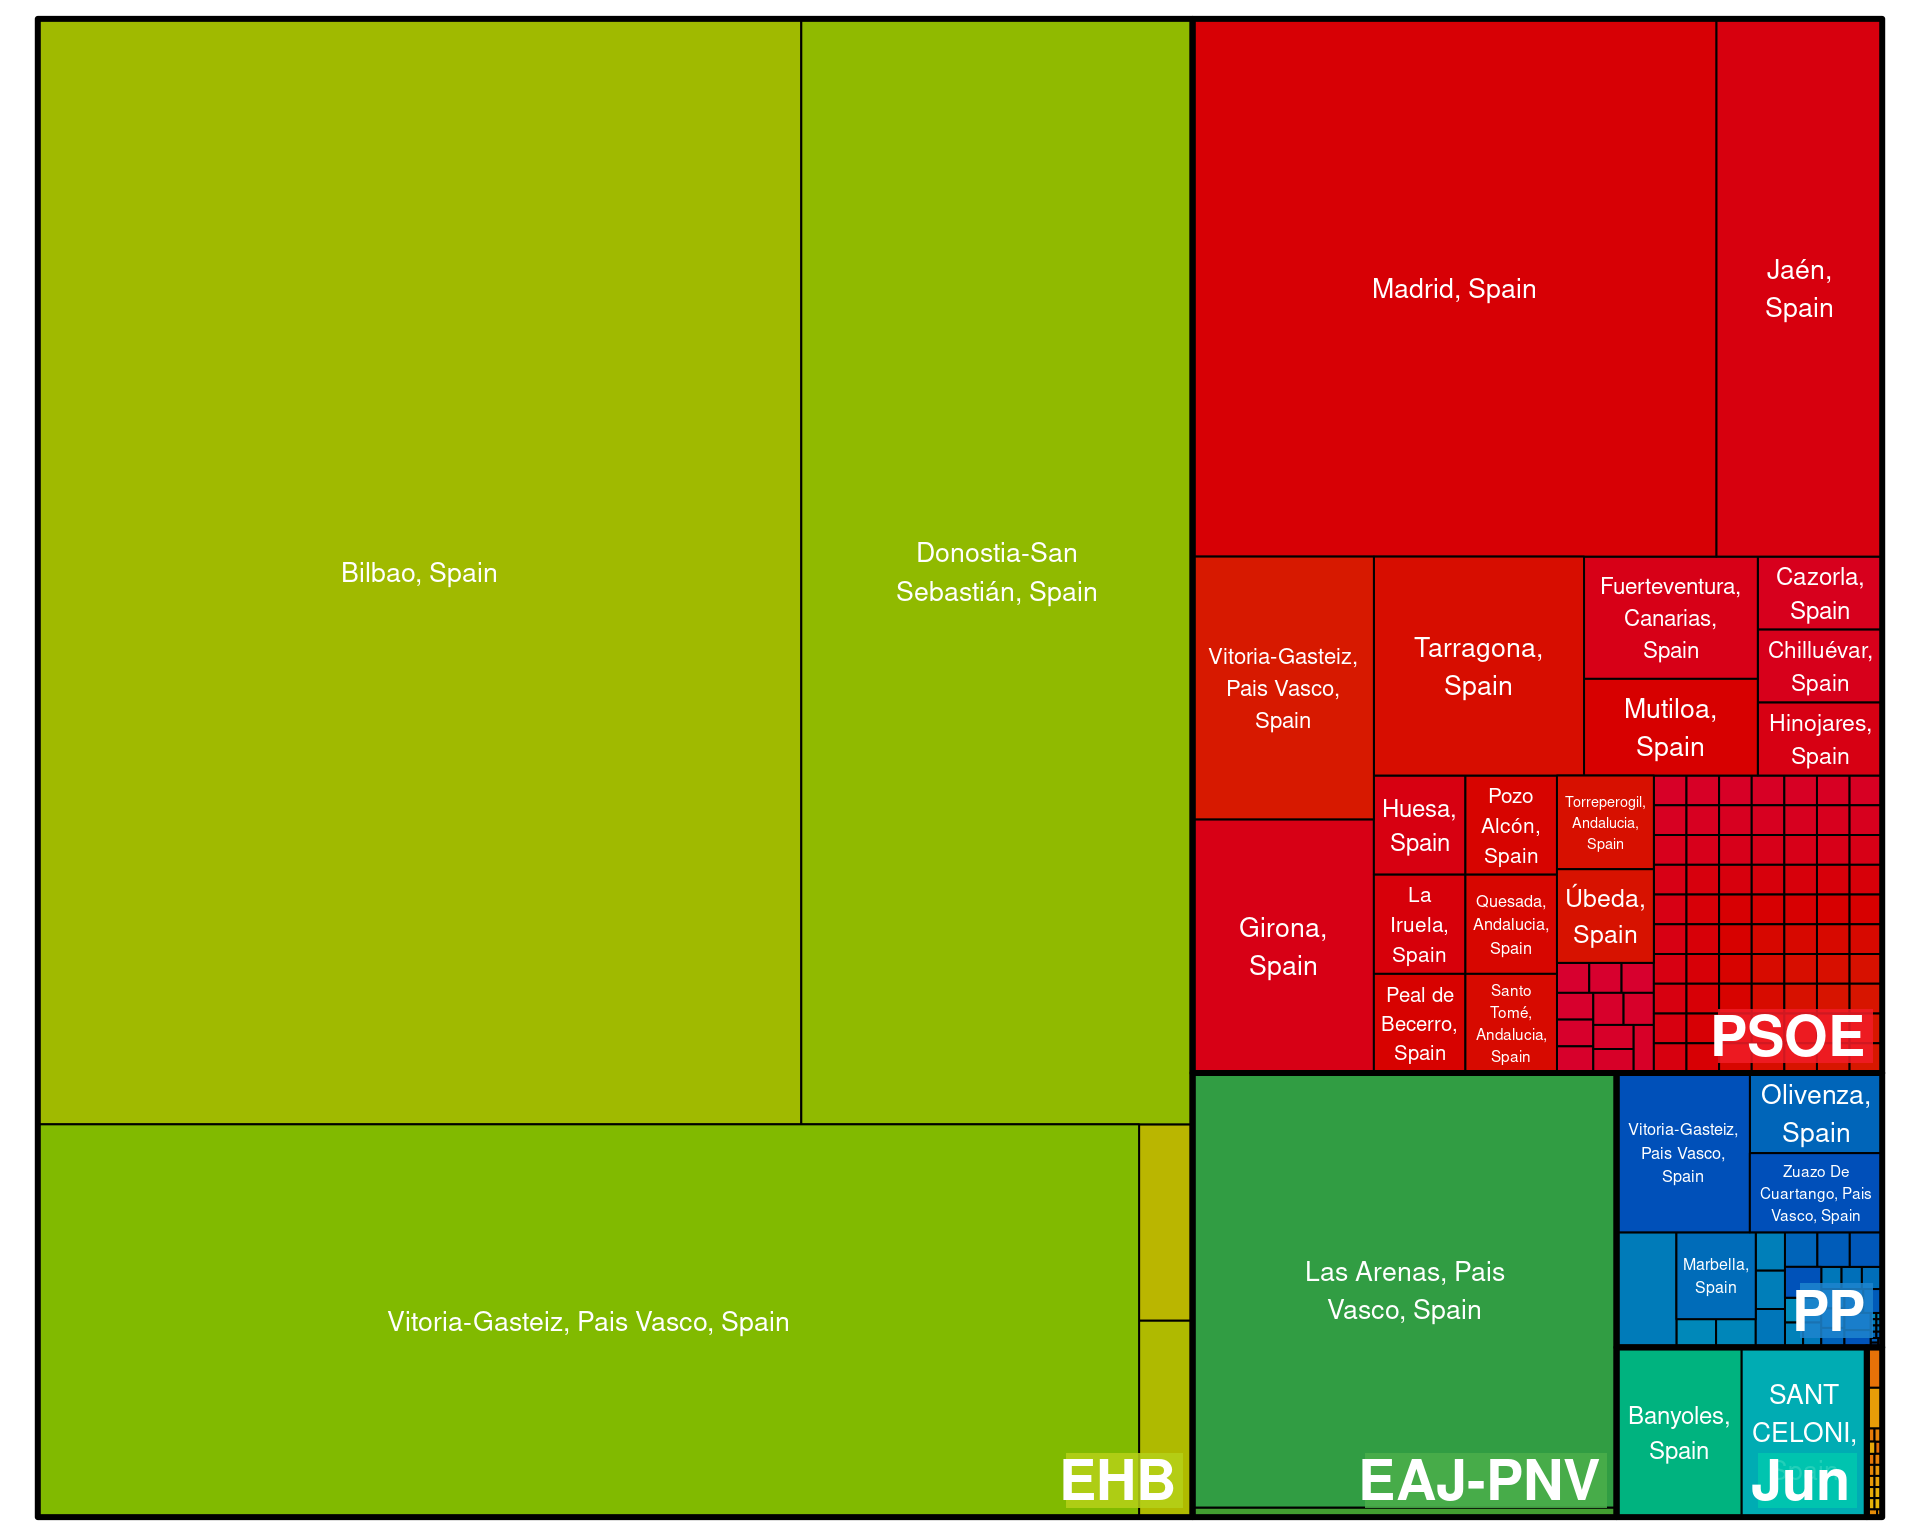 Bilbao, Spain
Donostia-San
Sebastián, Spain
Vitoria-Gasteiz, Pais Vasco, Spain
EHB
Madrid, Spain
Jaén,
Spain
Vitoria-Gasteiz,
Pais Vasco,
Spain
Tarragona,
Spain
Fuerteventura,
Canarias,
Spain
Mutiloa,
Spain
Cazorla,
Spain
Chilluévar,
Spain
Hinojares,
Spain
Girona,
Spain
Huesa,
Spain
La
Iruela,
Spain
Peal de
Becerro,
Spain
Pozo
Alcón,
Spain
Quesada,
Andalucia,
Spain
Santo
Tomé,
Andalucia,
Spain
Torreperogil,
Andalucia,
Spain
Úbeda,
Spain
PSOE
Las Arenas, Pais
Vasco, Spain
EAJ-PNV
Vitoria-Gasteiz,
Pais Vasco,
Spain
Olivenza,
Spain
Zuazo De
Cuartango, Pais
Vasco, Spain
Marbella,
Spain
PP
Banyoles,
Spain
SANT
CELONI,
Jun